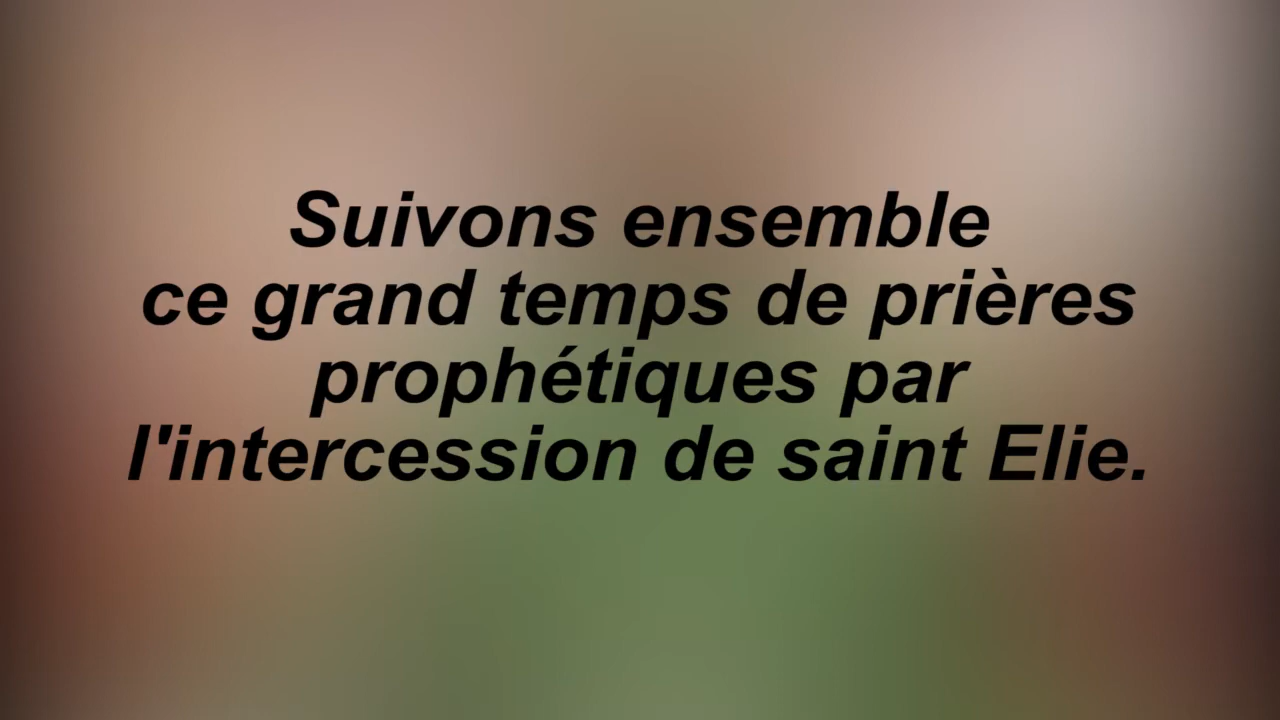 Suivons ensemble
ce grand temps de prières
prophétiques par
l'intercession de saint Elie.